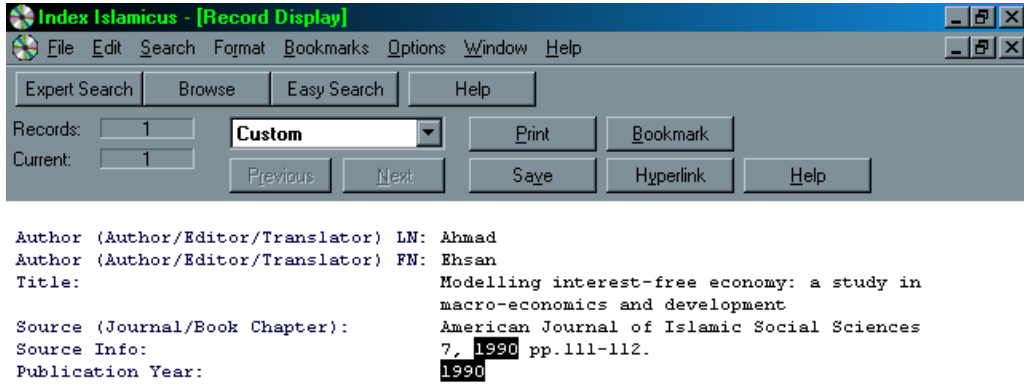 Index Islamicus - [Record Display]
File Edit Search Format Bookmarks Options Window Help
Expert Search Browse Easy Search Help
Records: 1 Custom Print Bookmark
Current: 1 Previous Next Save Hyperlink Help
Author (Author/Editor/Translator) LN: Ahmad
Author (Author/Editor/Translator) FN: Ehsan
Title: Modelling interest-free economy: a study in
macro-economics and development
Source (Journal/Book Chapter): American Journal of Islamic Social Sciences
Source Info: 7, 1990 pp.111-112.
Publication Year: 1990